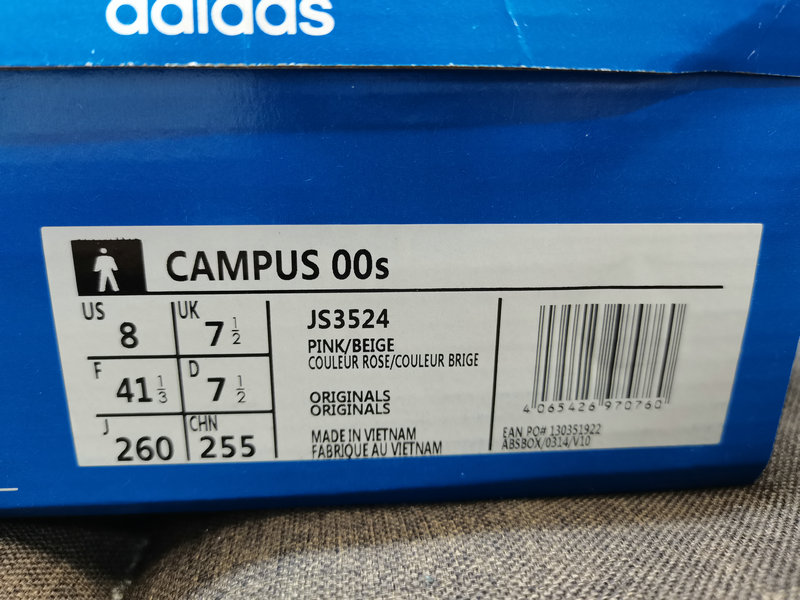 adidas
CAMPUS 00s
US 8
UK 7 1/2
F 41 1/3
D 7 1/2
J 260
CHN 255
JS3524
PINK/BEIGE
COULEUR ROSE/COULEUR BRIGE
ORIGINALS
ORIGINALS
MADE IN VIETNAM
FABRIQUE AU VIETNAM
4 065426 970760
EAN PO# 130351922
ABSBOX/0314/V10